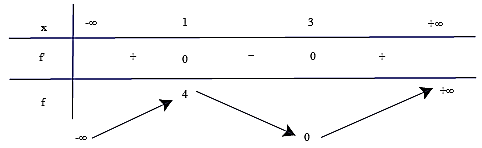 x -∞ 1 3 ÷∞
f' ÷ 0 − 0 ÷
4 ÷∞
f
-∞ 0